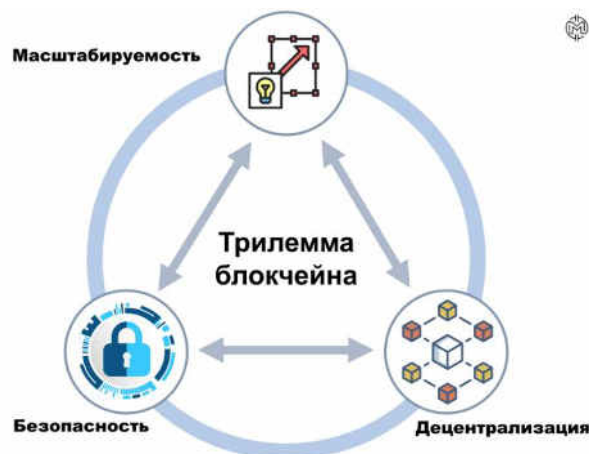 Масштабируемость
Трилемма
блокчейна
Безопасность
Децентрализация